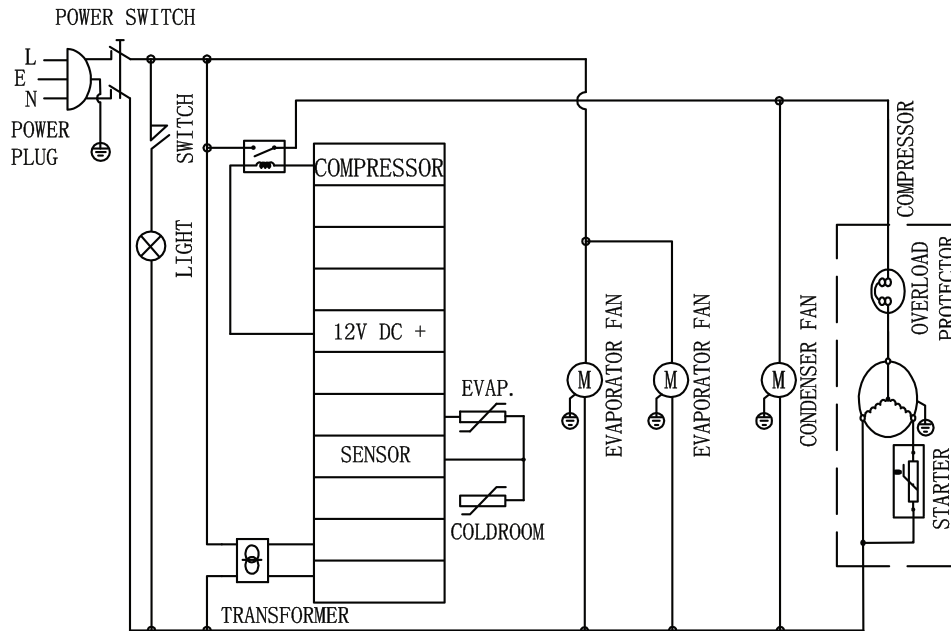 POWER SWITCH
L
E
N
POWER
PLUG
SWITCH
LIGHT
COMPRESSOR
12V DC +
SENSOR
EVAP.
COLDROOM
TRANSFORMER
M
EVAPORATOR FAN
M
EVAPORATOR FAN
M
CONDENSER FAN
COMPRESSOR
OVERLOAD
PROTECTOR
STARTER